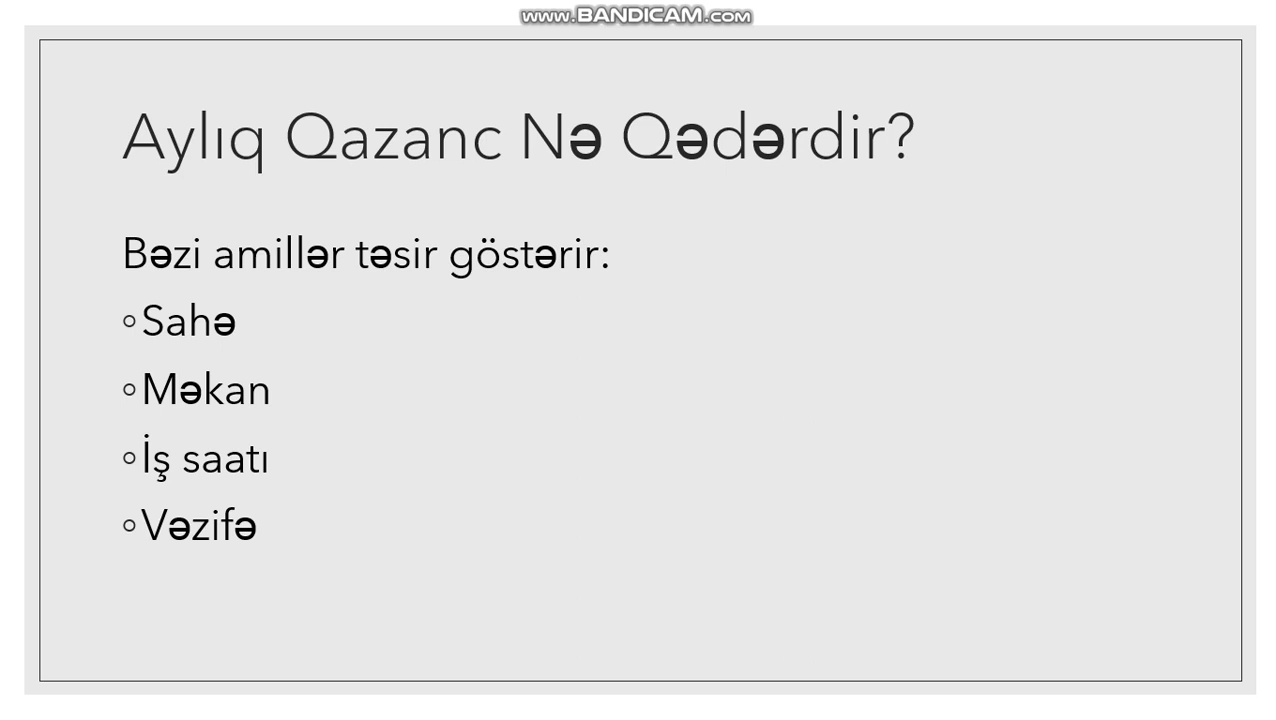 www.BANDICAM.com
Aylıq Qazanc Nə Qədərdir?
Bəzi amillər təsir göstərir:
◦Sahə
◦Məkan
◦İş saatı
◦Vəzifə